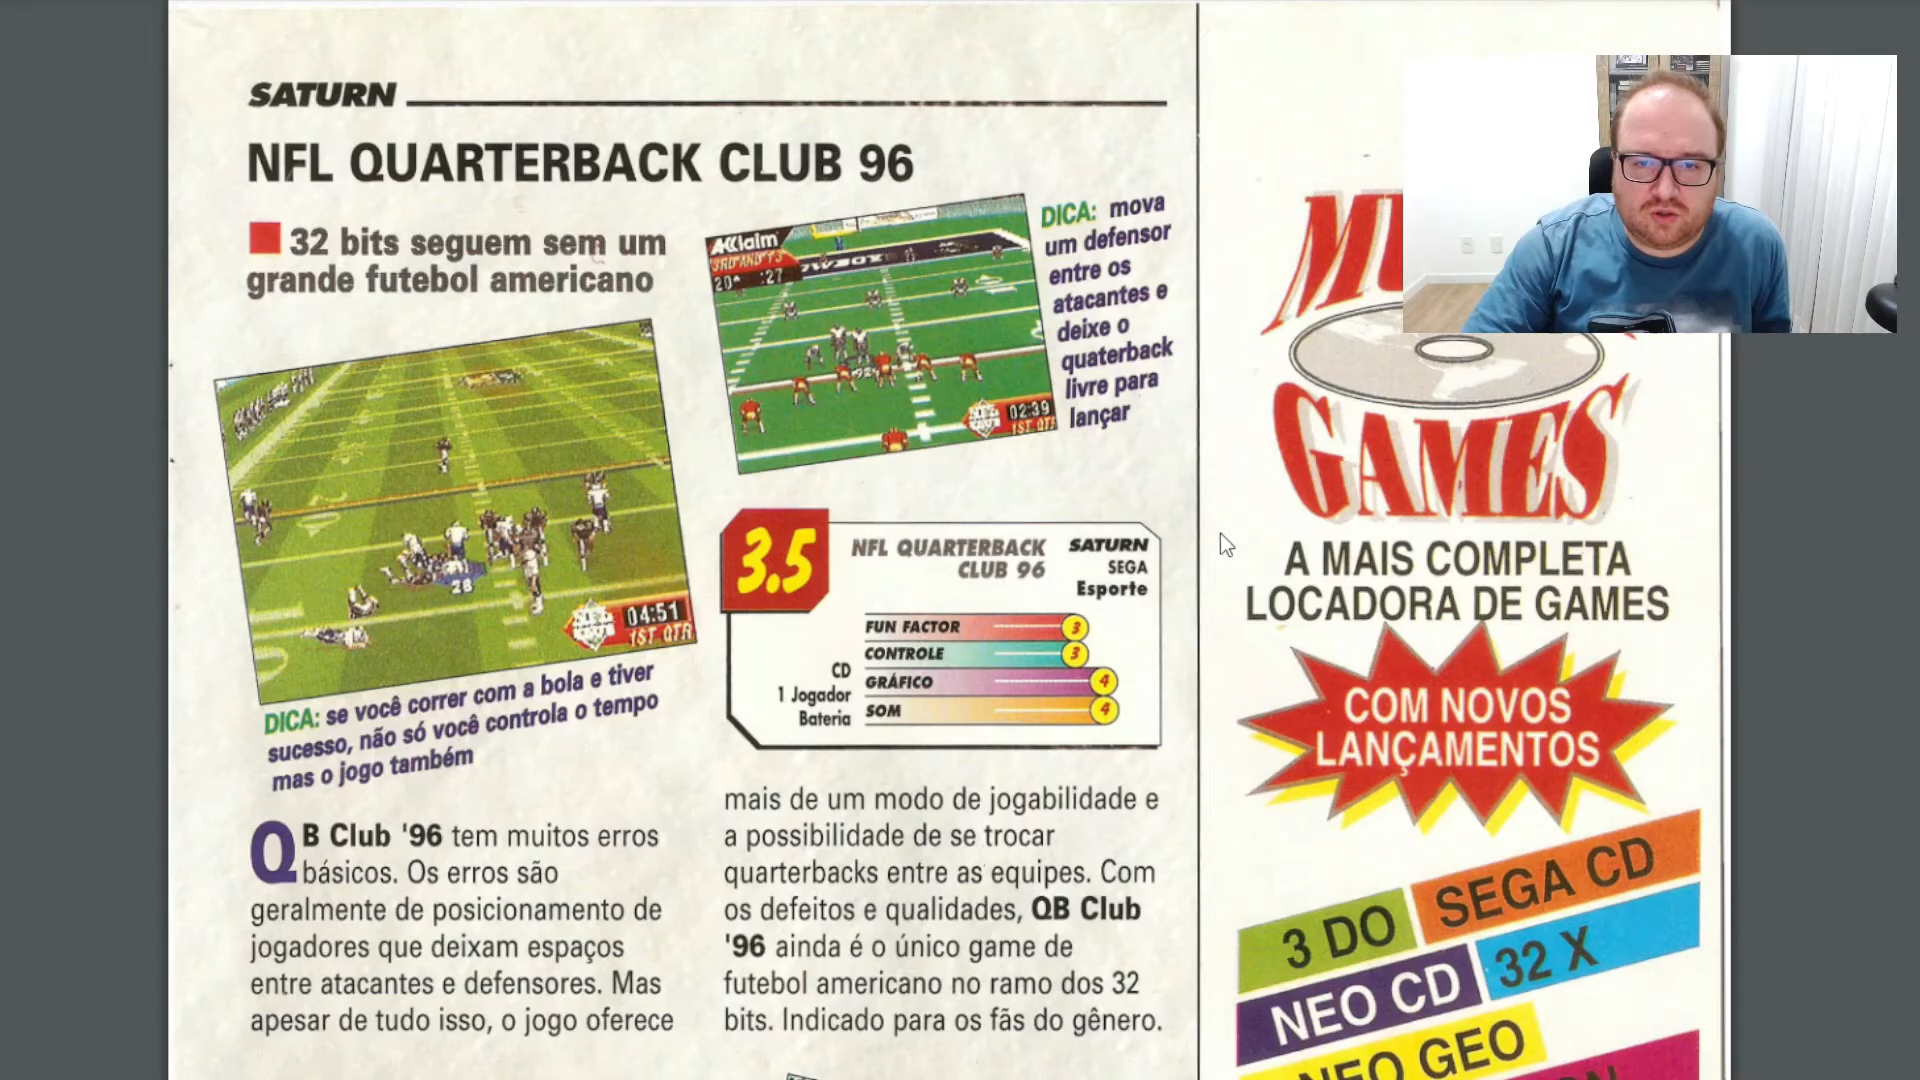 SATURN
NFL QUARTERBACK CLUB 96
32 bits seguem sem um
grande futebol americano
Acclaim
3RD AND 13
20 :27
02:39
1ST QTR
DICA: mova
um defensor
entre os
atacantes e
deixe o
quaterback
livre para
lançar
28
04:51
1ST QTR
DICA: se você correr com a bola e tiver
sucesso, não só você controla o tempo
mas o jogo também
3.5
NFL QUARTERBACK
CLUB 96
SATURN
SEGA
Esporte
CD
1 Jogador
Bateria
FUN FACTOR 3
CONTROLE 3
GRÁFICO 4
SOM 4
QB Club '96 tem muitos erros
básicos. Os erros são
geralmente de posicionamento de
jogadores que deixam espaços
entre atacantes e defensores. Mas
apesar de tudo isso, o jogo oferece
mais de um modo de jogabilidade e
a possibilidade de se trocar
quarterbacks entre as equipes. Com
os defeitos e qualidades, QB Club
'96 ainda é o único game de
futebol americano no ramo dos 32
bits. Indicado para os fãs do gênero.
GAMES
A MAIS COMPLETA
LOCADORA DE GAMES
COM NOVOS
LANÇAMENTOS
3 DO
SEGA CD
NEO CD
32 X
NEO GEO